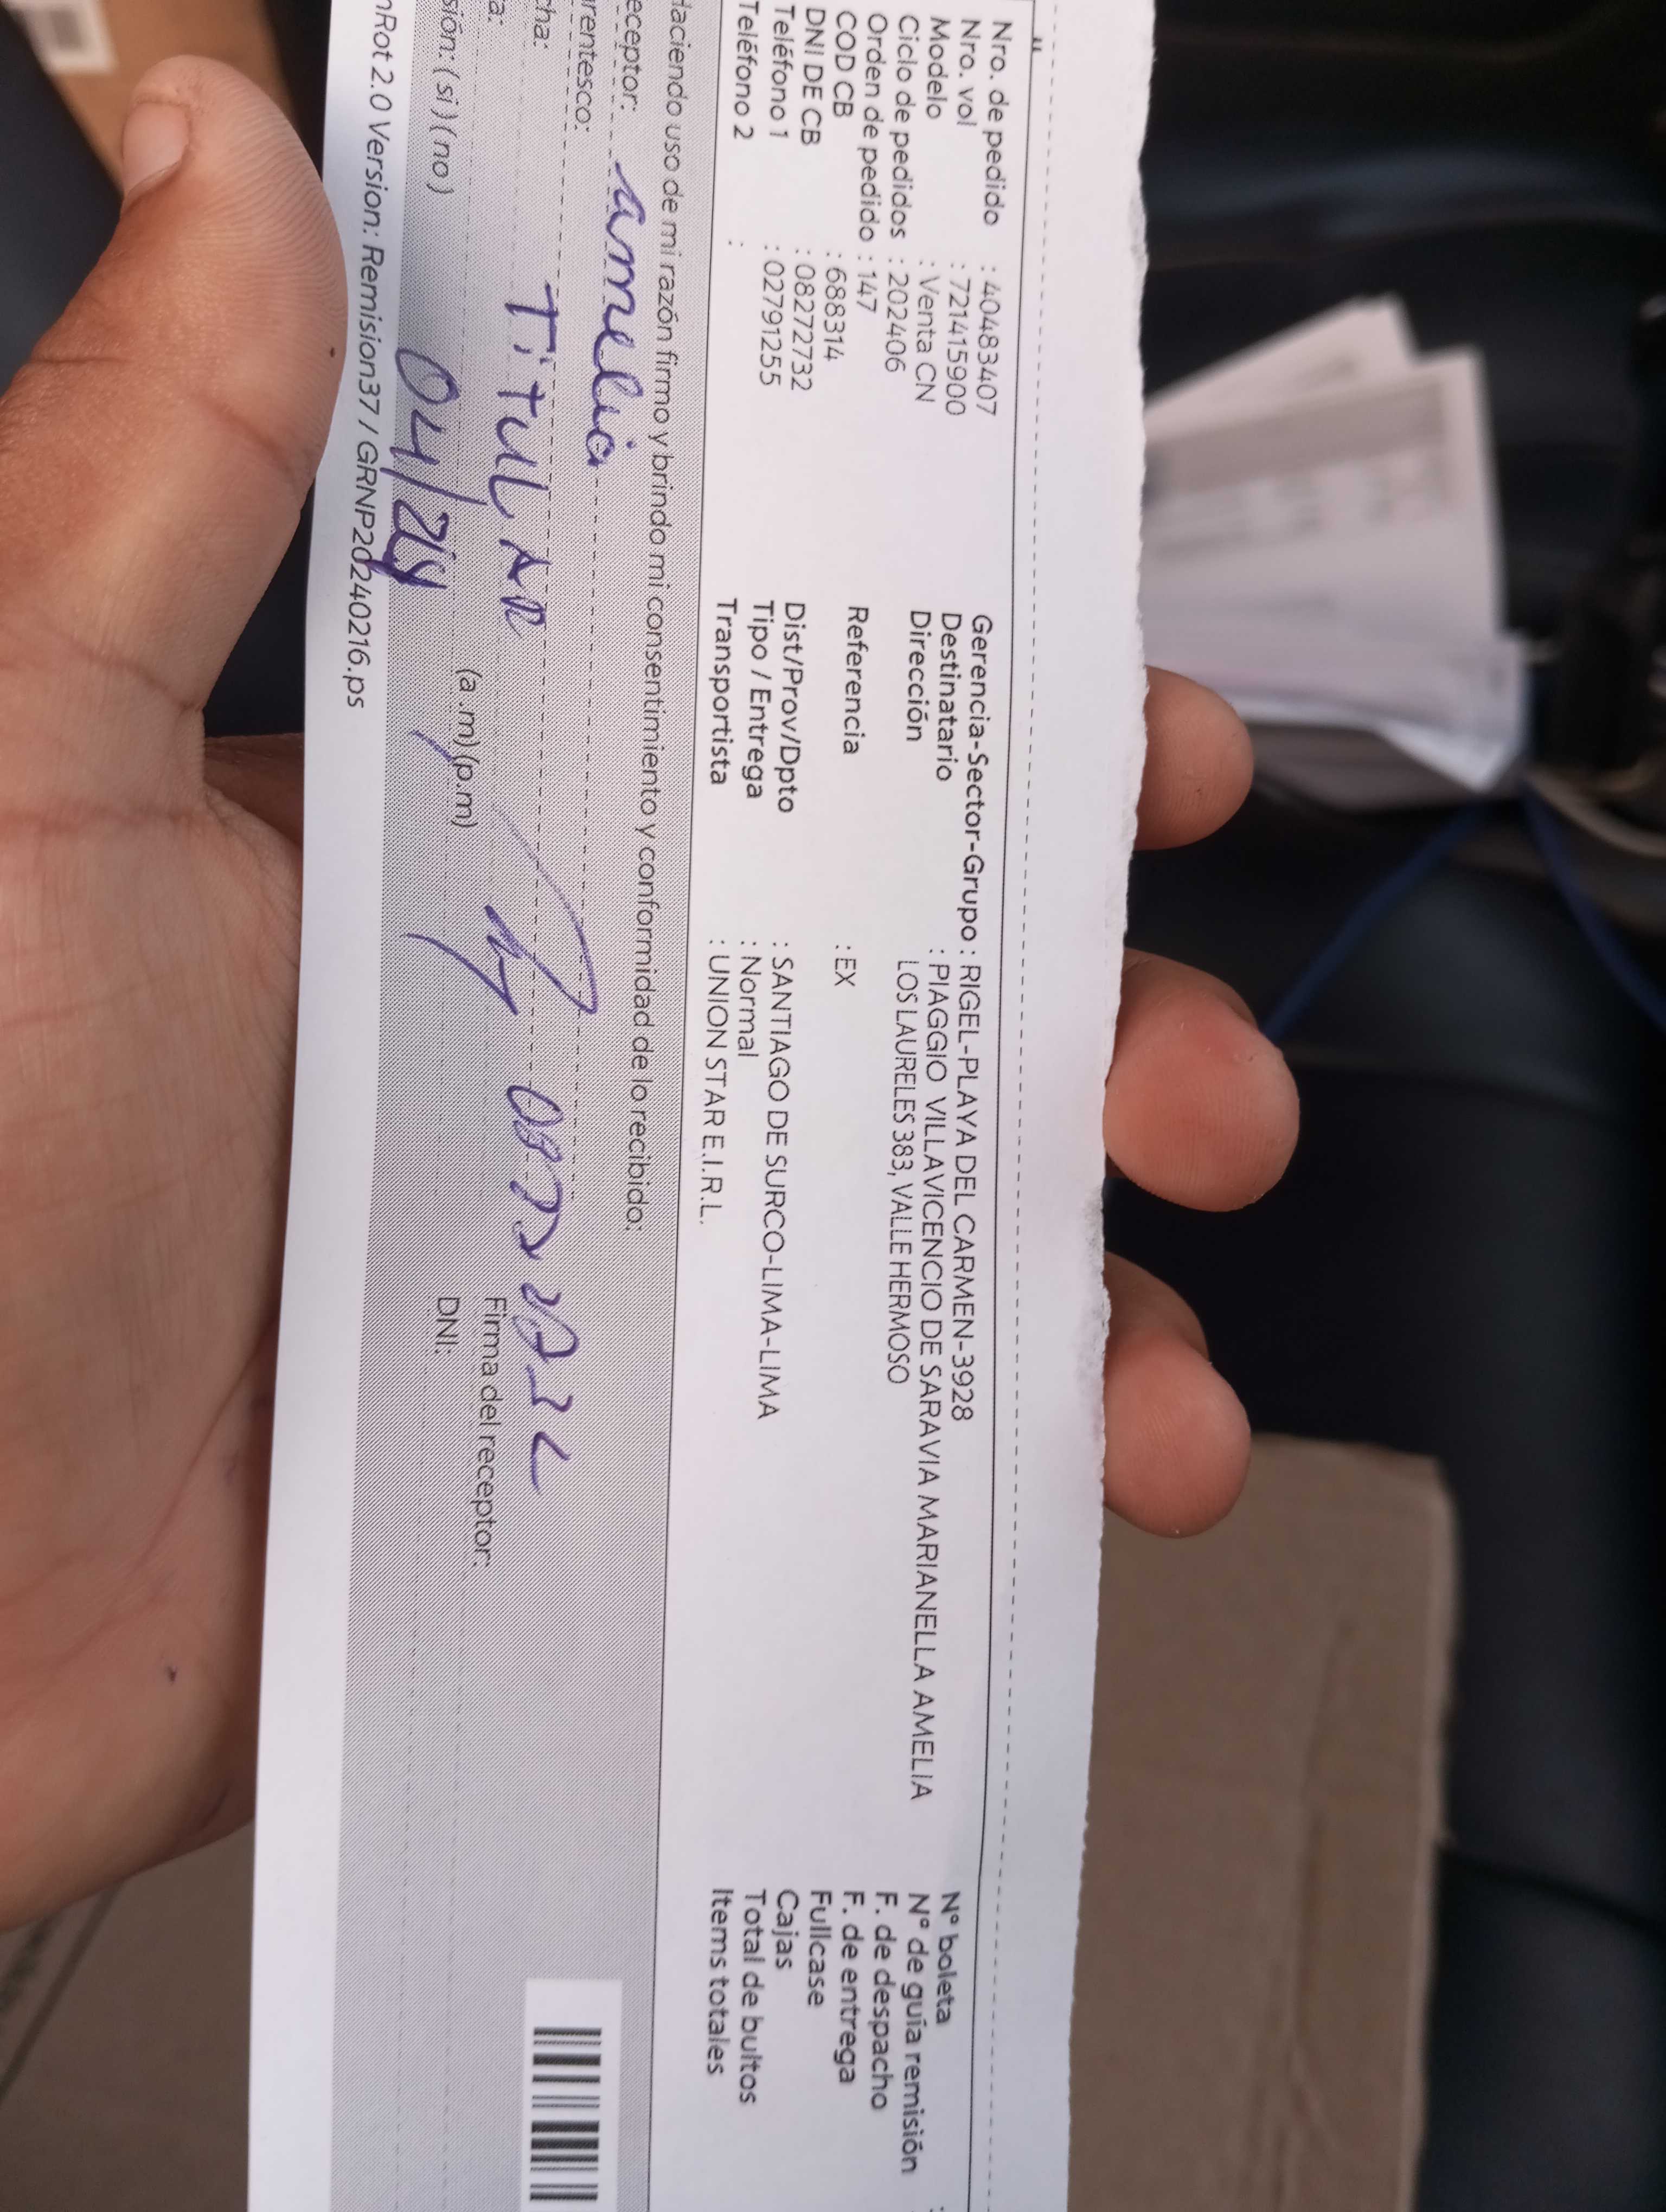 Nro. de pedido : 40483407
Nro. vol : 721415900
Modelo : Venta CN
Ciclo de pedidos : 202406
Orden de pedido : 147
COD CB : 688314
DNI DE CB : 08272732
Teléfono 1 : 02791255
Teléfono 2 :
Gerencia-Sector-Grupo : RIGEL-PLAYA DEL CARMEN-3928
Destinatario : PIAGGIO VILLAVICENCIO DE SARAVIA MARIANELLA AMELIA
Dirección LOS LAURELES 383, VALLE HERMOSO
Referencia : EX
Dist/Prov/Dpto : SANTIAGO DE SURCO-LIMA-LIMA
Tipo / Entrega : Normal
Transportista : UNION STAR E.I.R.L.
N° boleta
N° de guía remisión :
F. de despacho
F. de entrega
Fullcase
Cajas
Total de bultos
Items totales
Haciendo uso de mi razón firmo y brindo mi consentimiento y conformidad de lo recibido:
eceptor: amelia
rentesco: TiTULAR
cha:
a: 04/24 (a .m)(p.m)
sión: (si) (no)
Firma del receptor:
DNI:
nRot 2.0 Version: Remision37 / GRNP20240216.ps